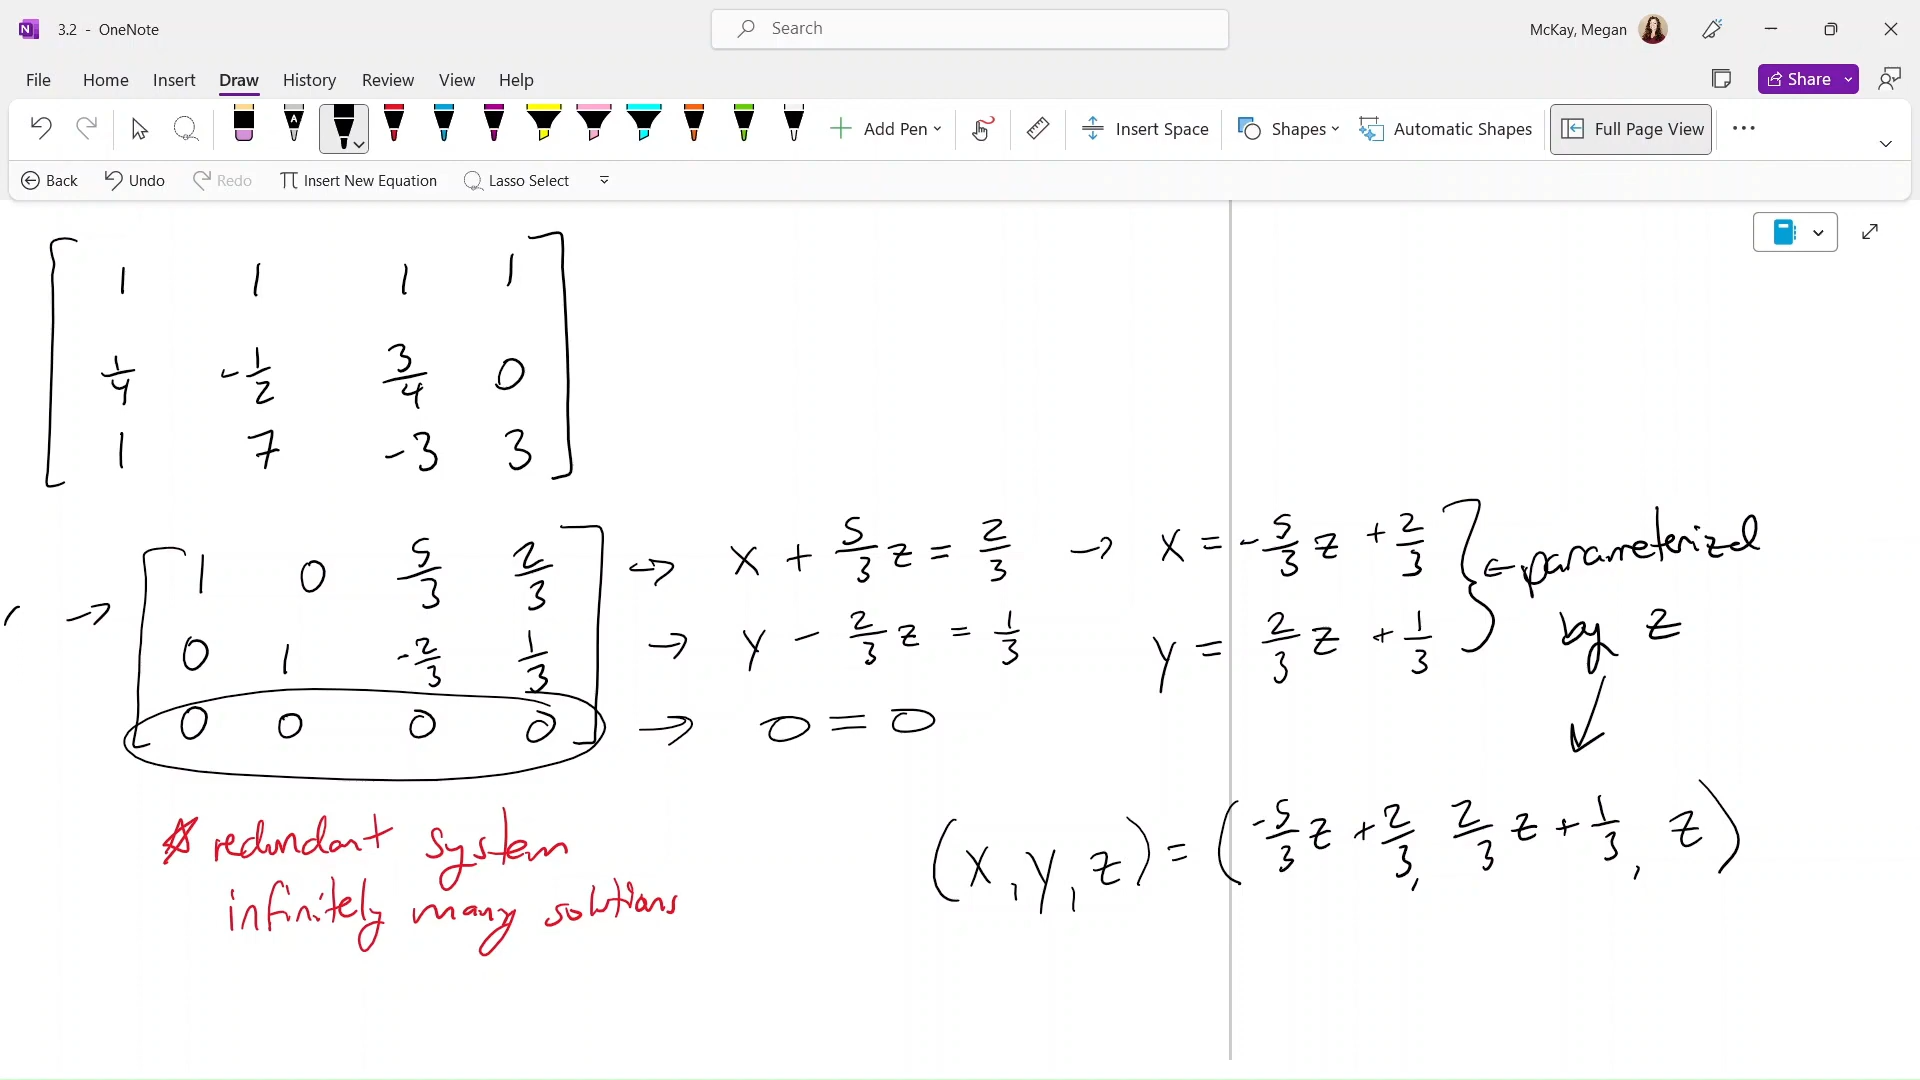 3.2 - OneNote
Search
McKay, Megan
File Home Insert Draw History Review View Help
Share
Add Pen Insert Space Shapes Automatic Shapes Full Page View
Back Undo Redo Insert New Equation Lasso Select
1 1 1 1
1/4 -1/2 3/4 0
1 7 -3 3
→ 1 0 5/3 2/3 → x + 5/3 z = 2/3 → x = -5/3 z + 2/3 ← parameterized
0 1 -2/3 1/3 → y - 2/3 z = 1/3 y = 2/3 z + 1/3 by z
0 0 0 0 → 0 = 0
redundant system
infinitely many solutions
(x, y, z) = (-5/3 z + 2/3, 2/3 z + 1/3, z)